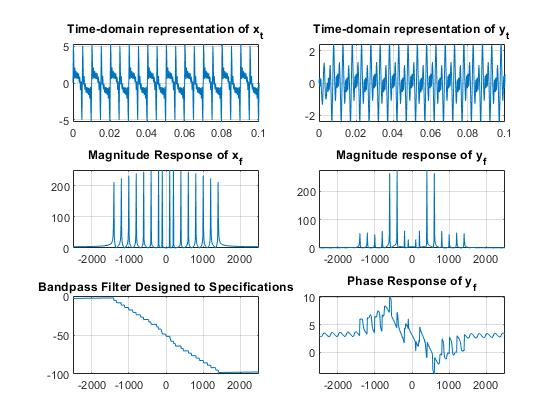 Time-domain representation of x_t
5
0
-5
0 0.02 0.04 0.06 0.08 0.1
Time-domain representation of y_t
2
0
-2
0 0.02 0.04 0.06 0.08 0.1
Magnitude Response of x_f
200
100
0
-2000 -1000 0 1000 2000
Magnitude response of y_f
200
100
0
-2000 -1000 0 1000 2000
Bandpass Filter Designed to Specifications
0
-50
-100
-2000 -1000 0 1000 2000
Phase Response of y_f
10
5
0
-2000 -1000 0 1000 2000